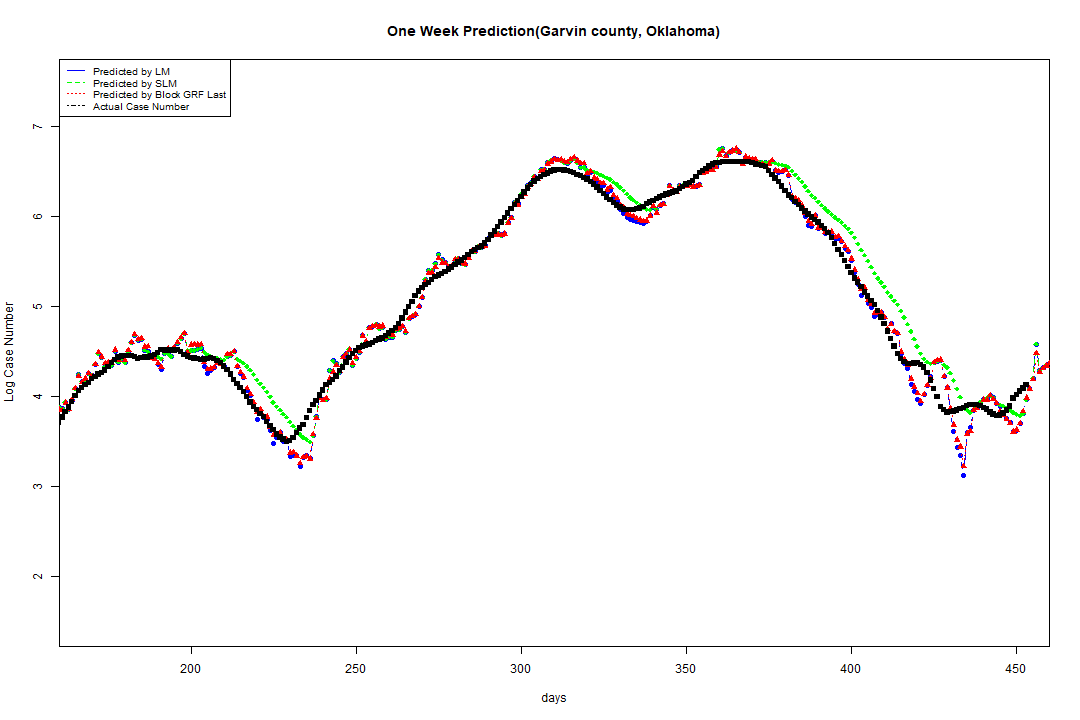 One Week Prediction(Garvin county, Oklahoma)
Predicted by LM
Predicted by SLM
Predicted by Block GRF Last
Actual Case Number
7
6
5
4
3
2
Log Case Number
200 250 300 350 400 450
days